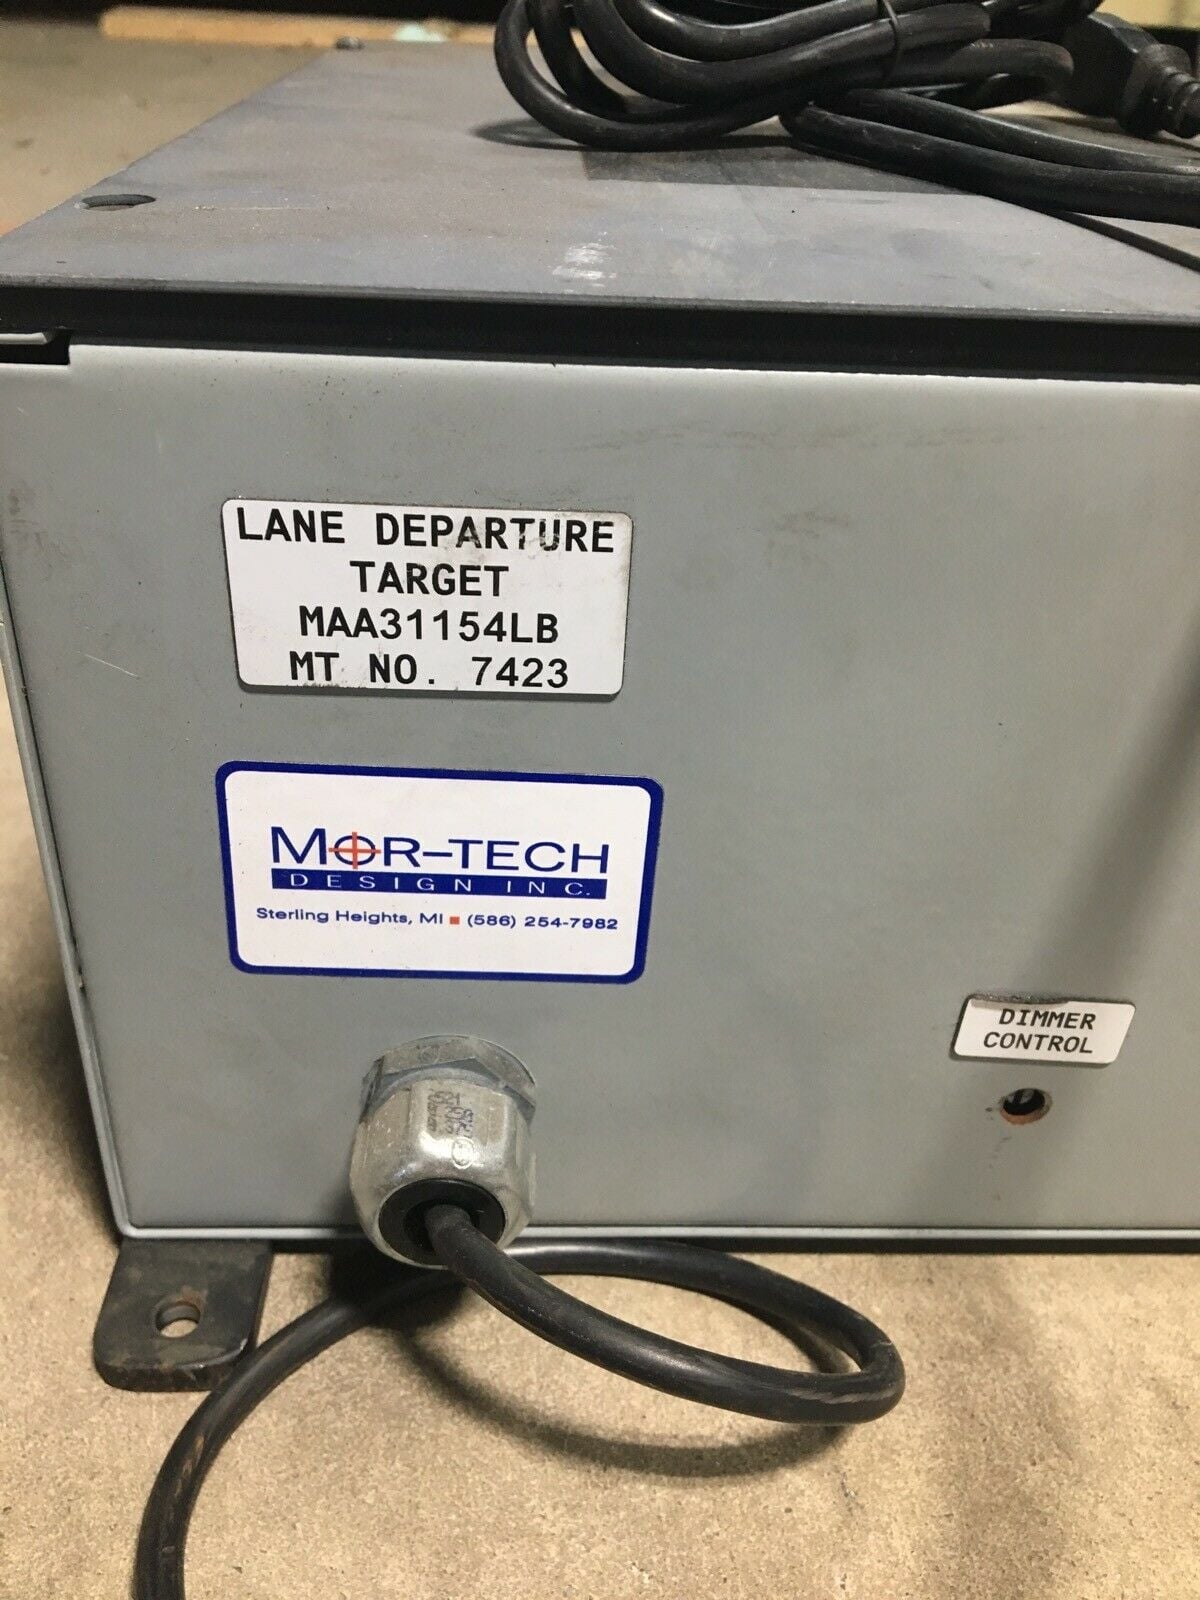 LANE DEPARTURE
TARGET
MAA31154LB
MT NO. 7423
MOR-TECH
DESIGN INC.
Sterling Heights, MI ■ (586) 254-7982
DIMMER
CONTROL